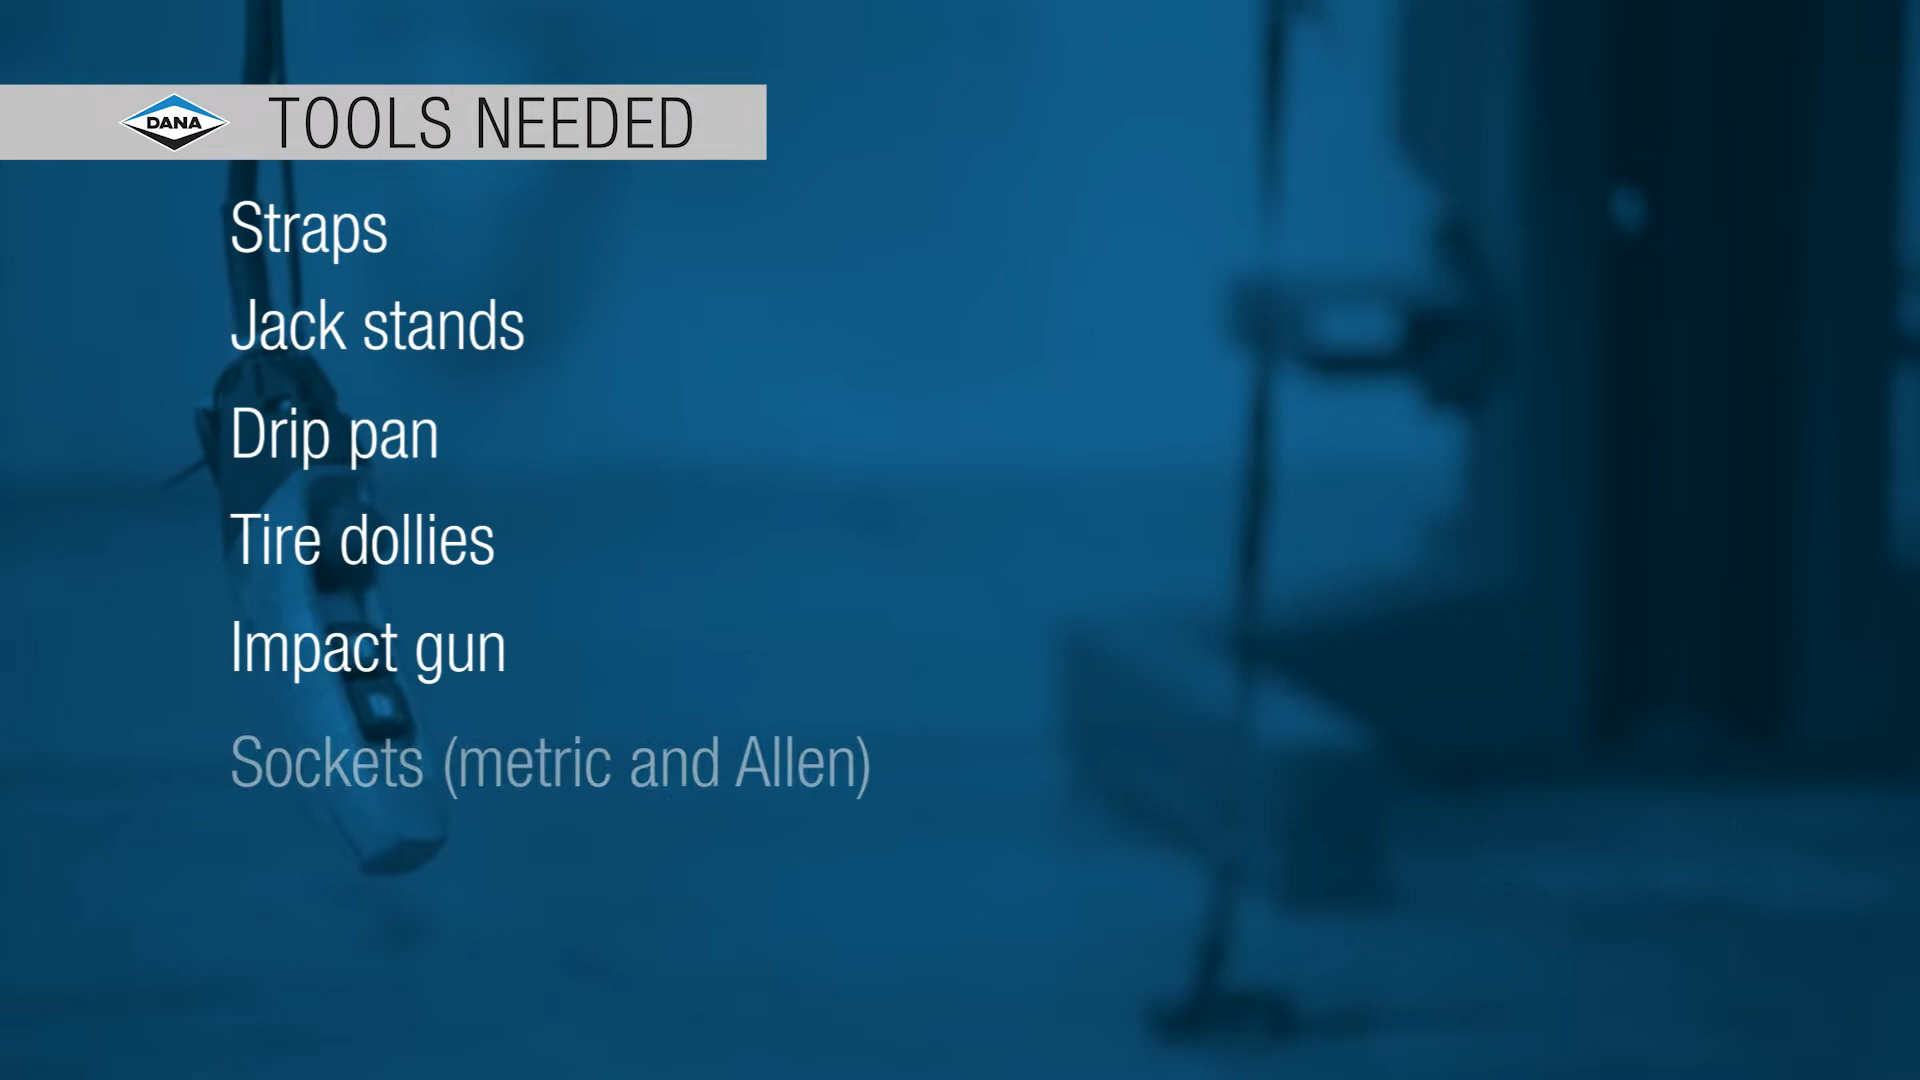 DANA
TOOLS NEEDED
Straps
Jack stands
Drip pan
Tire dollies
Impact gun
Sockets (metric and Allen)